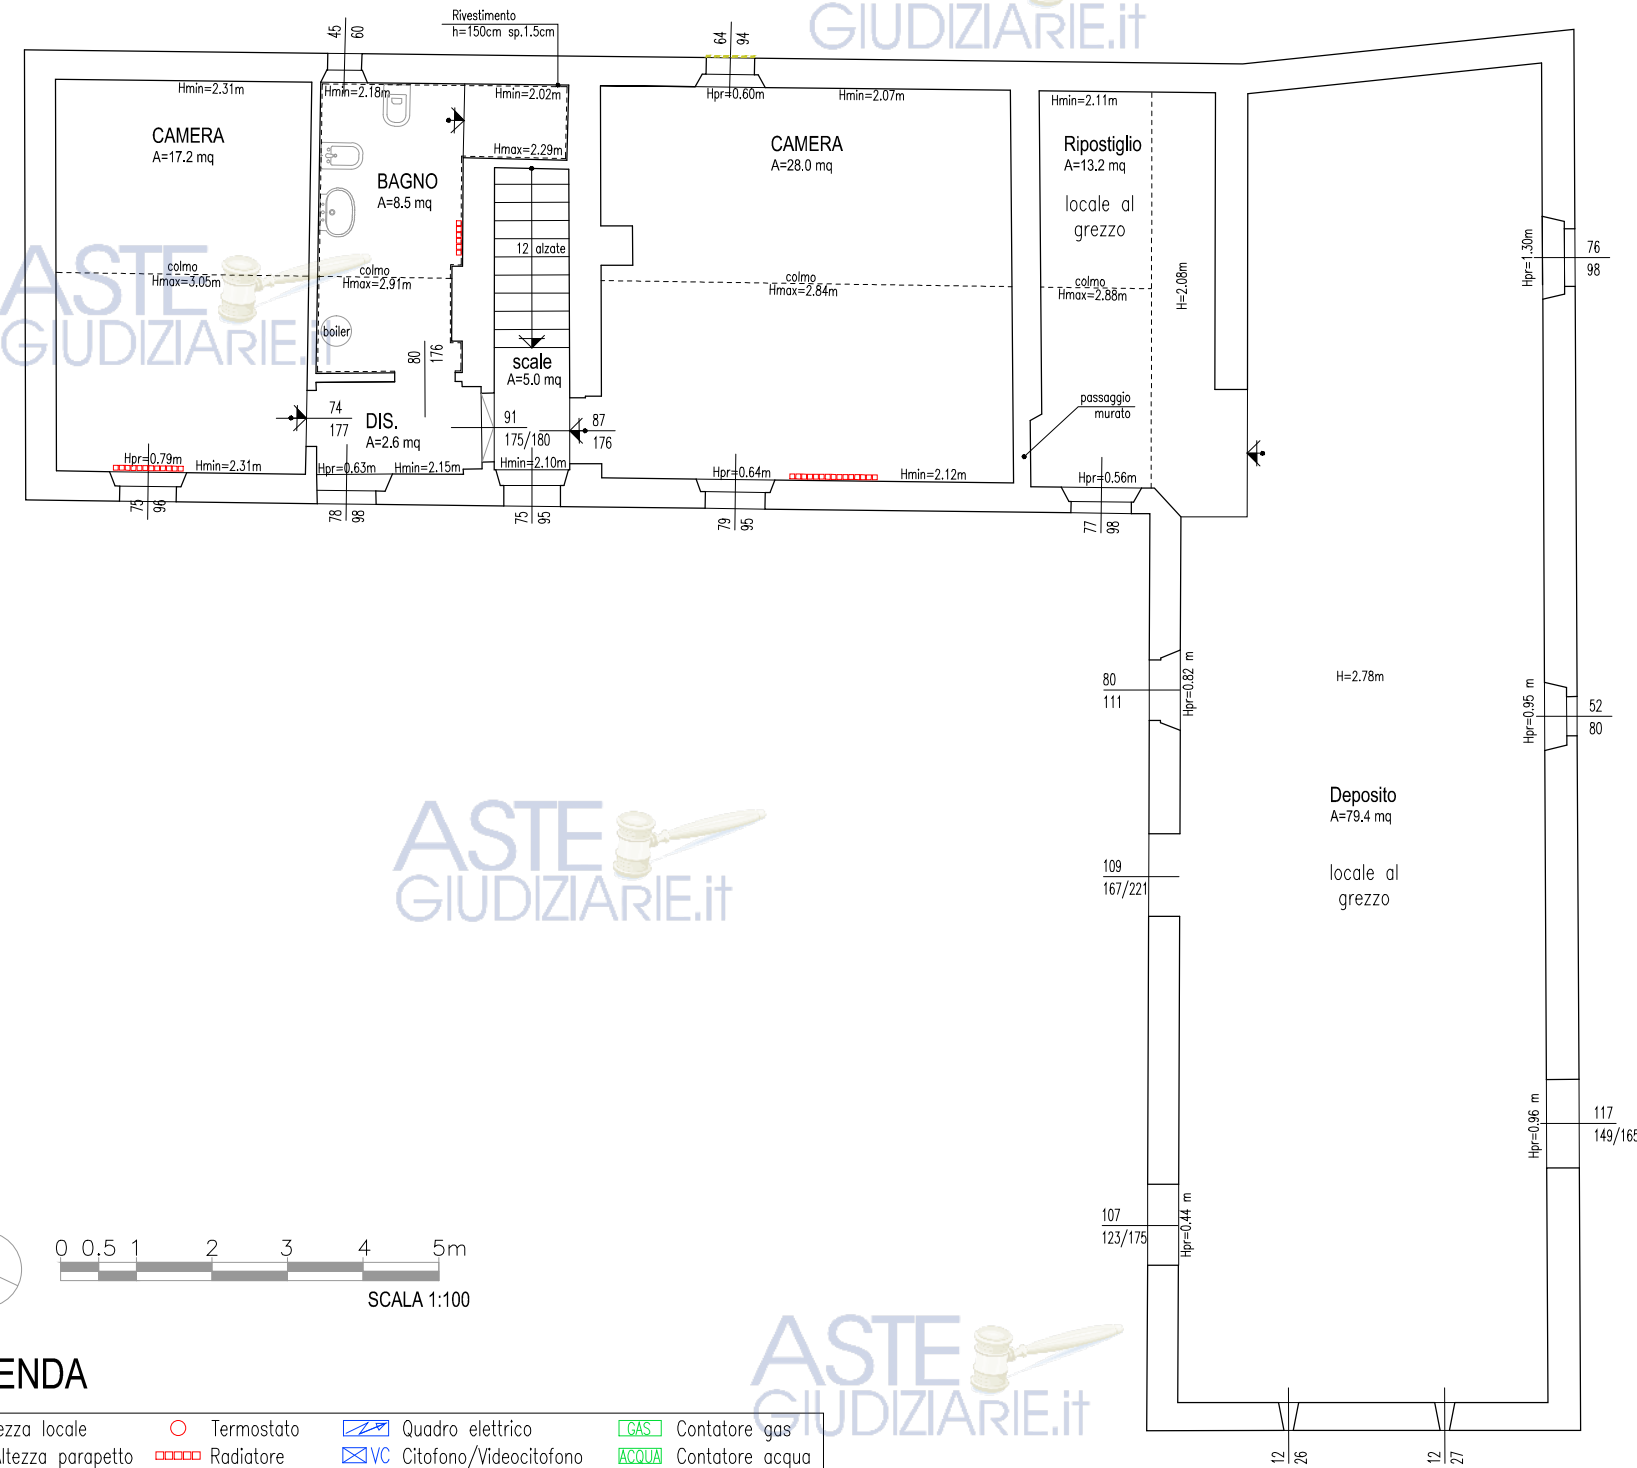 GIUDIZIARIE.it
Rivestimento
h=150cm sp.1.5cm
45
60
64
94
Hmin=2.31m
Hmin=2.18m
Hmin=2.02m
Hpr=0.60m
Hmin=2.07m
Hmin=2.11m
CAMERA
A=17.2 mq
Hmax=2.29m
CAMERA
A=28.0 mq
Ripostiglio
A=13.2 mq
BAGNO
A=8.5 mq
locale al
grezzo
12 alzate
Hpr=1.30m
76
98
ASTE
GIUDIZIARIE.it
colmo
Hmax=3.05m
colmo
Hmax=2.91m
colmo
Hmax=2.84m
colmo
Hmax=2.88m
H=2.08m
boiler
80
176
scale
A=5.0 mq
74
177
DIS.
A=2.6 mq
91
175/180
87
176
passaggio
murato
Hpr=0.79m
Hmin=2.31m
Hpr=0.63m
Hmin=2.15m
Hmin=2.10m
Hpr=0.64m
Hmin=2.12m
Hpr=0.56m
75
96
78
98
75
95
79
95
77
98
80
111
Hpr=0.82 m
H=2.78m
Hpr=0.95 m
52
80
Deposito
A=79.4 mq
ASTE
GIUDIZIARIE.it
109
167/221
locale al
grezzo
Hpr=0.96 m
117
149/165
107
123/175
Hpr=0.44 m
0 0.5 1 2 3 4 5m
SCALA 1:100
ASTE
GIUDIZIARIE.it
ENDA
ezza locale
Termostato
Quadro elettrico
GAS Contatore gas
Altezza parapetto
Radiatore
VC Citofono/Videocitofono
ACQUA Contatore acqua
12
26
12
27